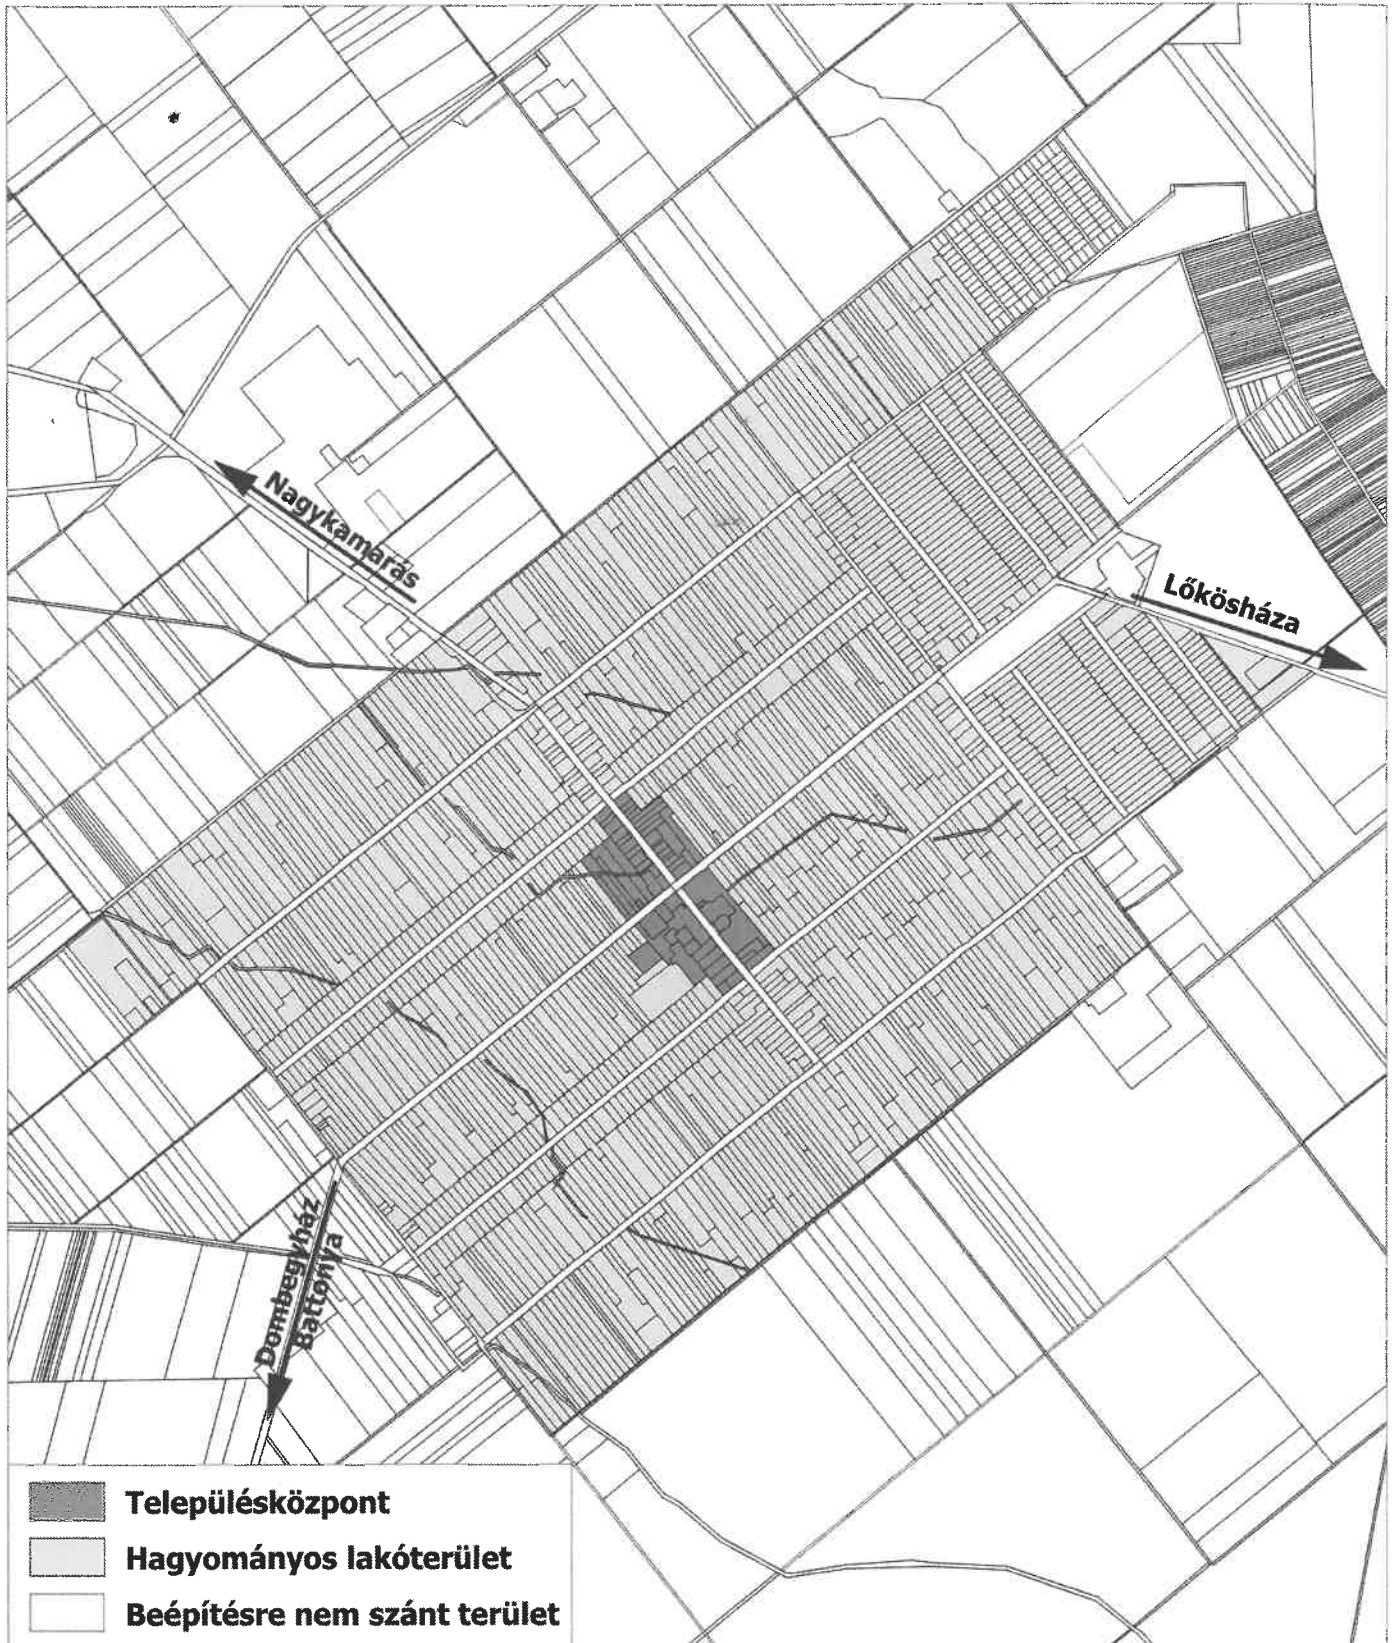 Nagykamarás
Lőkösháza
Dombegyház
Battonya
Településközpont
Hagyományos lakóterület
Beépítésre nem szánt terület